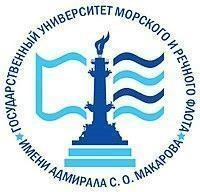 ГОСУДАРСТВЕННЫЙ УНИВЕРСИТЕТ МОРСКОГО И РЕЧНОГО ФЛОТА
ИМЕНИ АДМИРАЛА С. О. МАКАРОВА